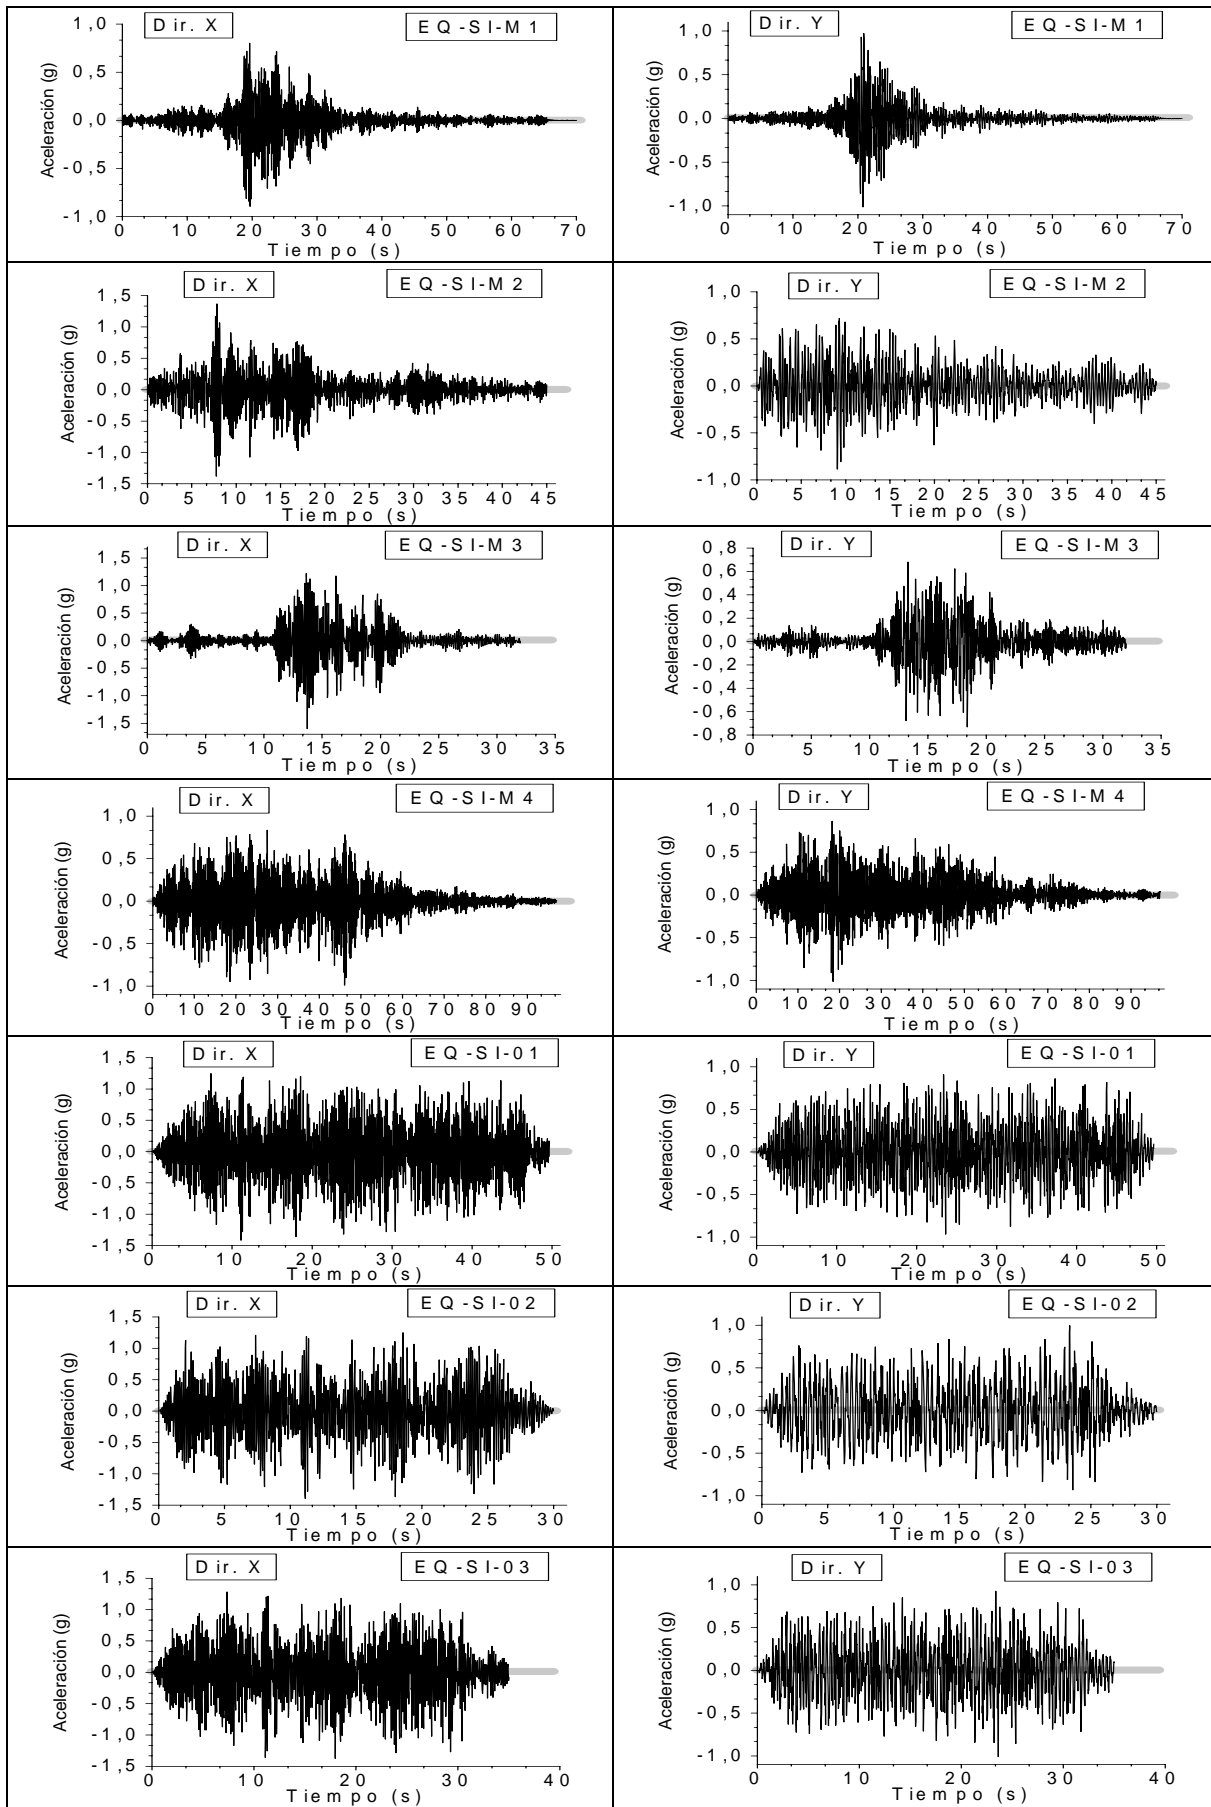 Dir. X EQ-SI-M1
Aceleración (g)
1,0
0,5
0,0
-0,5
-1,0
0 10 20 30 40 50 60 70
Tiempo (s)
Dir. Y EQ-SI-M1
Aceleración (g)
1,0
0,5
0,0
-0,5
-1,0
0 10 20 30 40 50 60 70
Tiempo (s)
Dir. X EQ-SI-M2
Aceleración (g)
1,5
1,0
0,5
0,0
-0,5
-1,0
-1,5
0 5 10 15 20 25 30 35 40 45
Tiempo (s)
Dir. Y EQ-SI-M2
Aceleración (g)
1,0
0,5
0,0
-0,5
-1,0
0 5 10 15 20 25 30 35 40 45
Tiempo (s)
Dir. X EQ-SI-M3
Aceleración (g)
1,5
1,0
0,5
0,0
-0,5
-1,0
-1,5
0 5 10 15 20 25 30 35
Tiempo (s)
Dir. Y EQ-SI-M3
Aceleración (g)
0,8
0,6
0,4
0,2
0,0
-0,2
-0,4
-0,6
-0,8
0 5 10 15 20 25 30 35
Tiempo (s)
Dir. X EQ-SI-M4
Aceleración (g)
1,0
0,5
0,0
-0,5
-1,0
0 10 20 30 40 50 60 70 80 90
Tiempo (s)
Dir. Y EQ-SI-M4
Aceleración (g)
1,0
0,5
0,0
-0,5
-1,0
0 10 20 30 40 50 60 70 80 90
Tiempo (s)
Dir. X EQ-SI-01
Aceleración (g)
1,5
1,0
0,5
0,0
-0,5
-1,0
-1,5
0 10 20 30 40 50
Tiempo (s)
Dir. Y EQ-SI-01
Aceleración (g)
1,0
0,5
0,0
-0,5
-1,0
0 10 20 30 40 50
Tiempo (s)
Dir. X EQ-SI-02
Aceleración (g)
1,5
1,0
0,5
0,0
-0,5
-1,0
-1,5
0 5 10 15 20 25 30
Tiempo (s)
Dir. Y EQ-SI-02
Aceleración (g)
1,0
0,5
0,0
-0,5
-1,0
0 5 10 15 20 25 30
Tiempo (s)
Dir. X EQ-SI-03
Aceleración (g)
1,5
1,0
0,5
0,0
-0,5
-1,0
-1,5
0 10 20 30 40
Tiempo (s)
Dir. Y EQ-SI-03
Aceleración (g)
1,0
0,5
0,0
-0,5
-1,0
0 10 20 30 40
Tiempo (s)